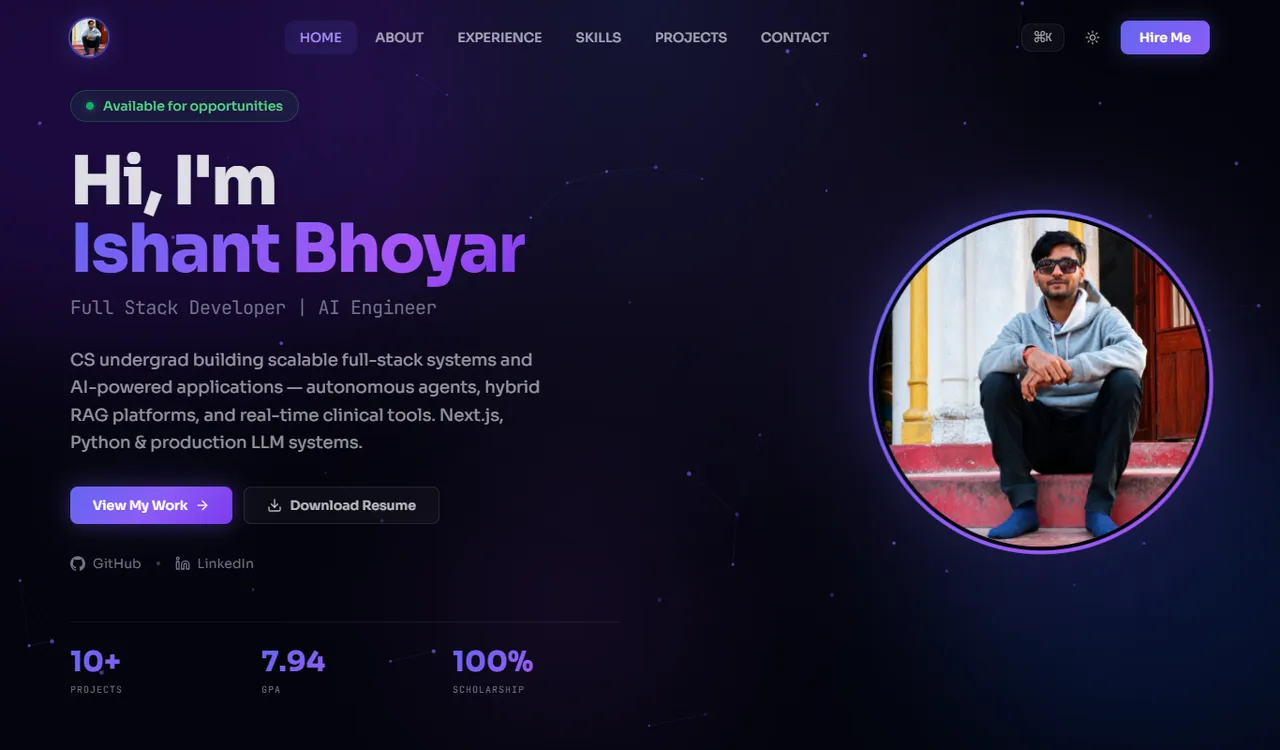 HOME ABOUT EXPERIENCE SKILLS PROJECTS CONTACT ⌘K Hire Me
Available for opportunities
Hi, I'm
Ishant Bhoyar
Full Stack Developer | AI Engineer
CS undergrad building scalable full-stack systems and
AI-powered applications — autonomous agents, hybrid
RAG platforms, and real-time clinical tools. Next.js,
Python & production LLM systems.
View My Work → Download Resume
GitHub • LinkedIn
10+ 7.94 100%
PROJECTS GPA SCHOLARSHIP